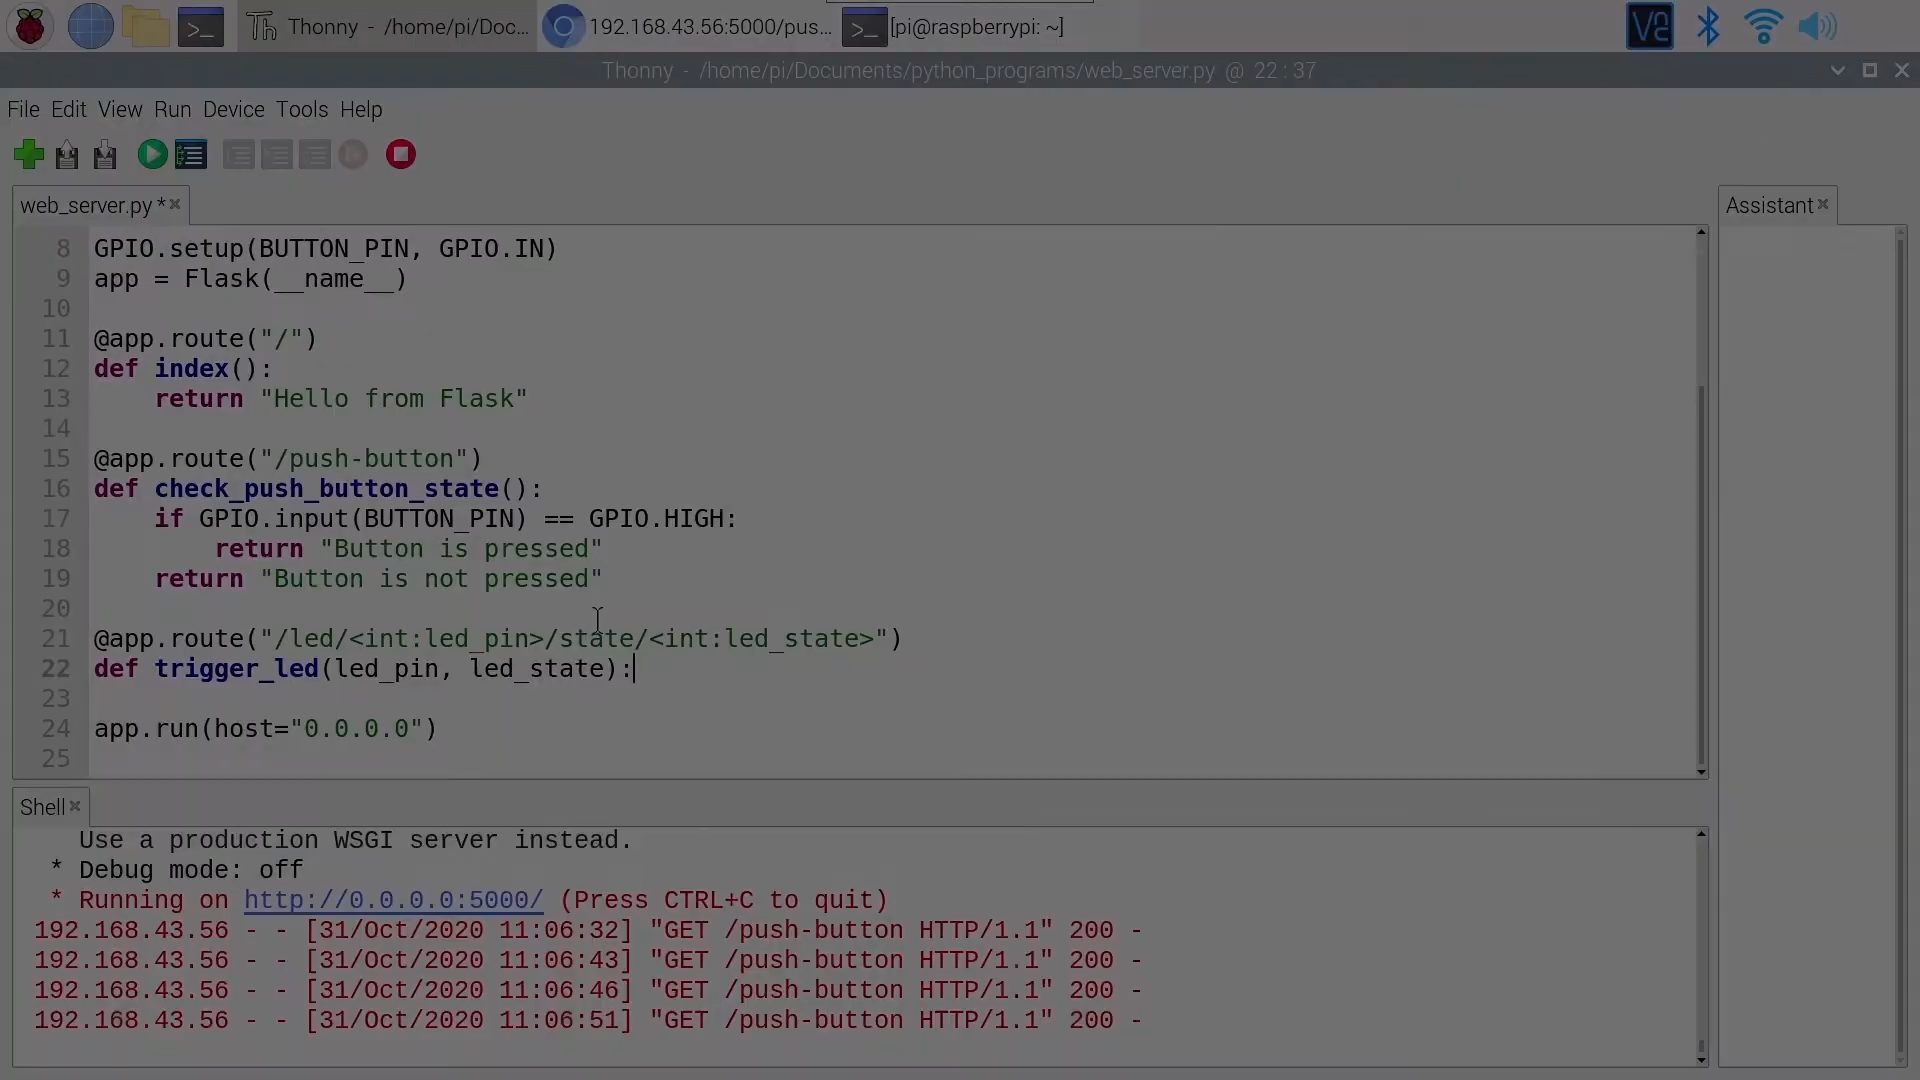 Thonny - /home/pi/Doc...
192.168.43.56:5000/pus...
[pi@raspberrypi: ~]
Thonny - /home/pi/Documents/python_programs/web_server.py @ 22 : 37
File Edit View Run Device Tools Help
web_server.py *
Assistant
8 GPIO.setup(BUTTON_PIN, GPIO.IN)
9 app = Flask(__name__)
10
11 @app.route("/")
12 def index():
13     return "Hello from Flask"
14
15 @app.route("/push-button")
16 def check_push_button_state():
17     if GPIO.input(BUTTON_PIN) == GPIO.HIGH:
18         return "Button is pressed"
19     return "Button is not pressed"
20
21 @app.route("/led/<int:led_pin>/state/<int:led_state>")
22 def trigger_led(led_pin, led_state):
23
24 app.run(host="0.0.0.0")
25
Shell
Use a production WSGI server instead.
* Debug mode: off
* Running on http://0.0.0.0:5000/ (Press CTRL+C to quit)
192.168.43.56 - - [31/Oct/2020 11:06:32] "GET /push-button HTTP/1.1" 200 -
192.168.43.56 - - [31/Oct/2020 11:06:43] "GET /push-button HTTP/1.1" 200 -
192.168.43.56 - - [31/Oct/2020 11:06:46] "GET /push-button HTTP/1.1" 200 -
192.168.43.56 - - [31/Oct/2020 11:06:51] "GET /push-button HTTP/1.1" 200 -